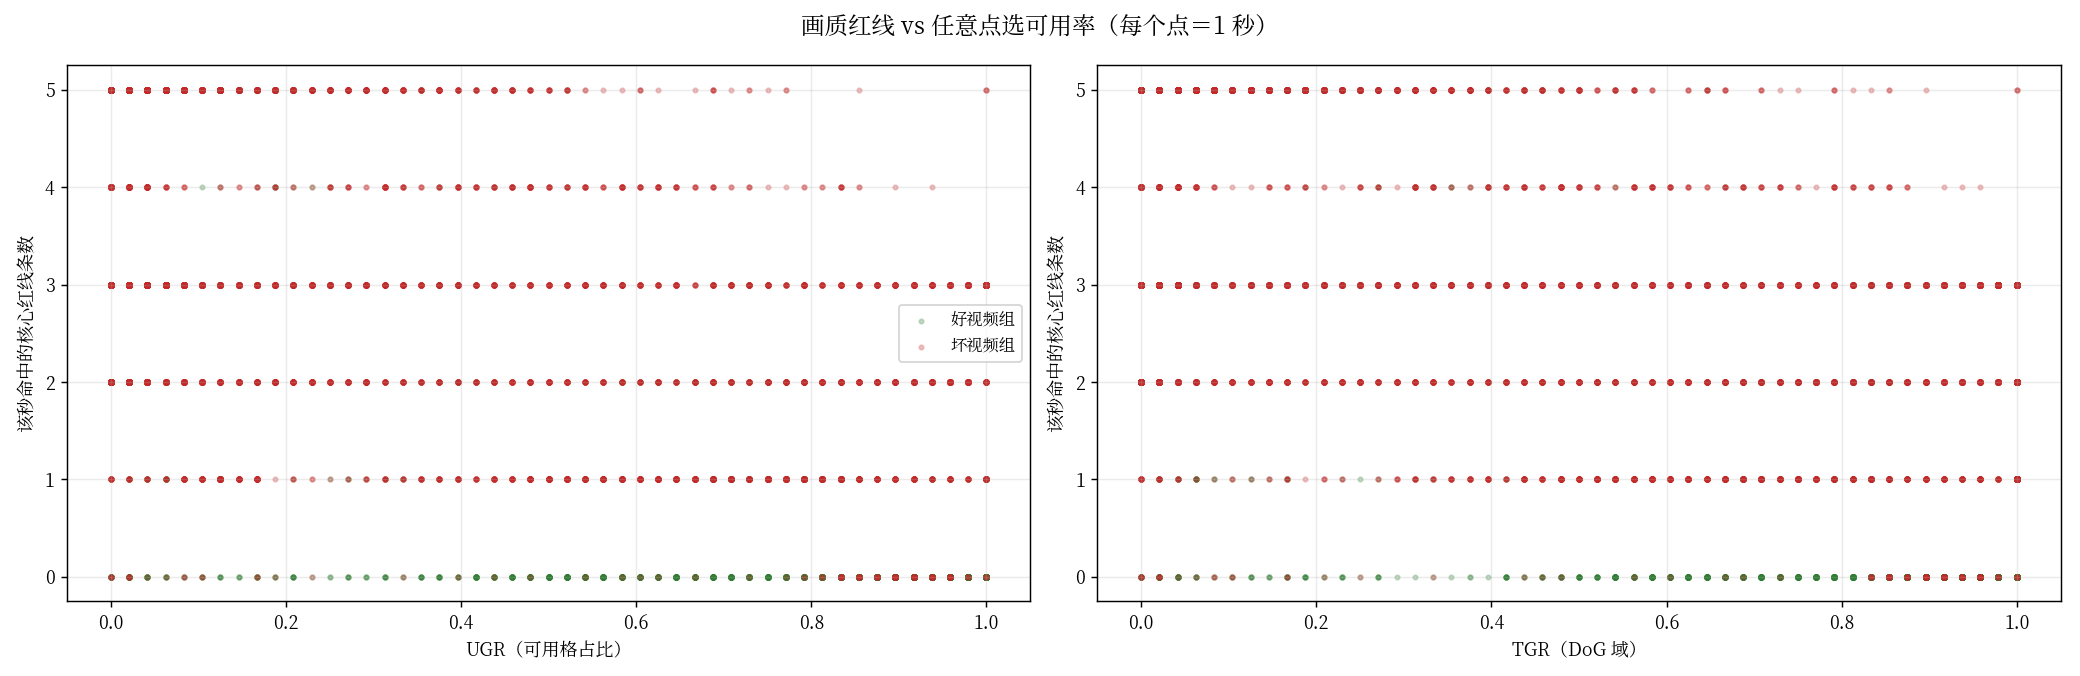 画质红线 vs 任意点选可用率（每个点＝1 秒）
该秒命中的核心红线条数
5
4
3
2
1
0
0.0 0.2 0.4 0.6 0.8 1.0
UGR（可用格占比）
好视频组
坏视频组
该秒命中的核心红线条数
5
4
3
2
1
0
0.0 0.2 0.4 0.6 0.8 1.0
TGR（DoG 域）